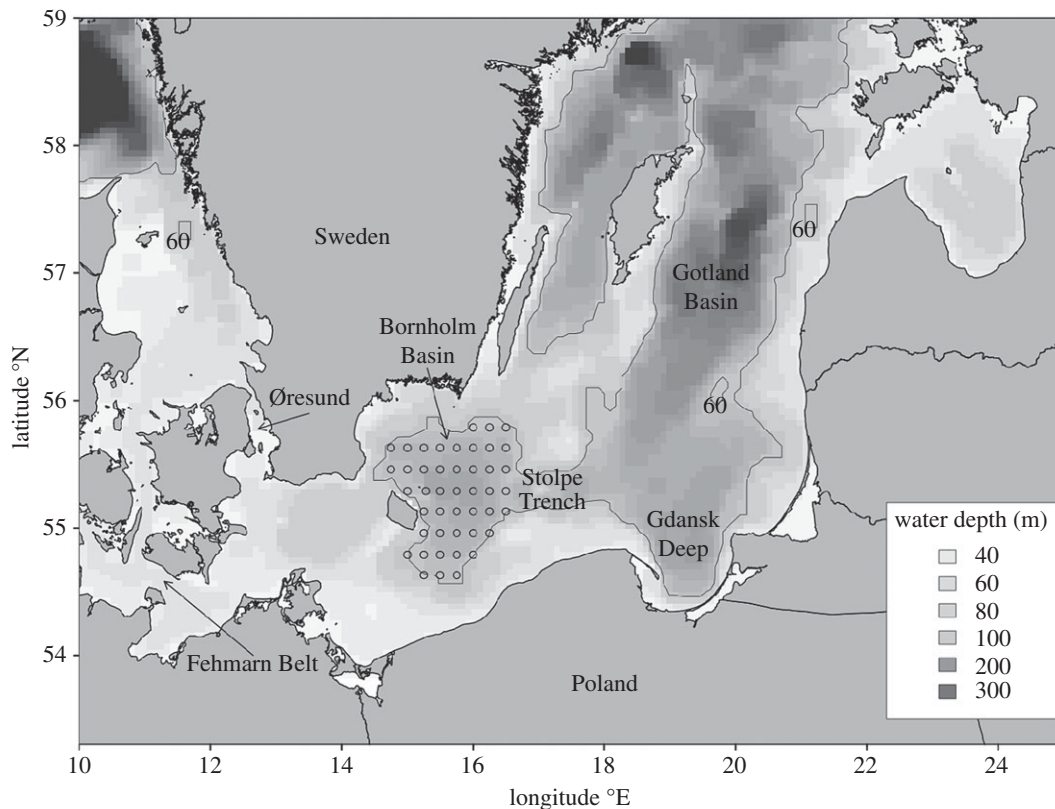 59
58
57
56
55
54
latitude °N
60
Sweden
60
Gotland
Basin
Bornholm
Basin
Øresund
60
Stolpe
Trench
Gdansk
Deep
Fehmarn Belt
Poland
water depth (m)
40
60
80
100
200
300
10
12
14
16
18
20
22
24
longitude °E